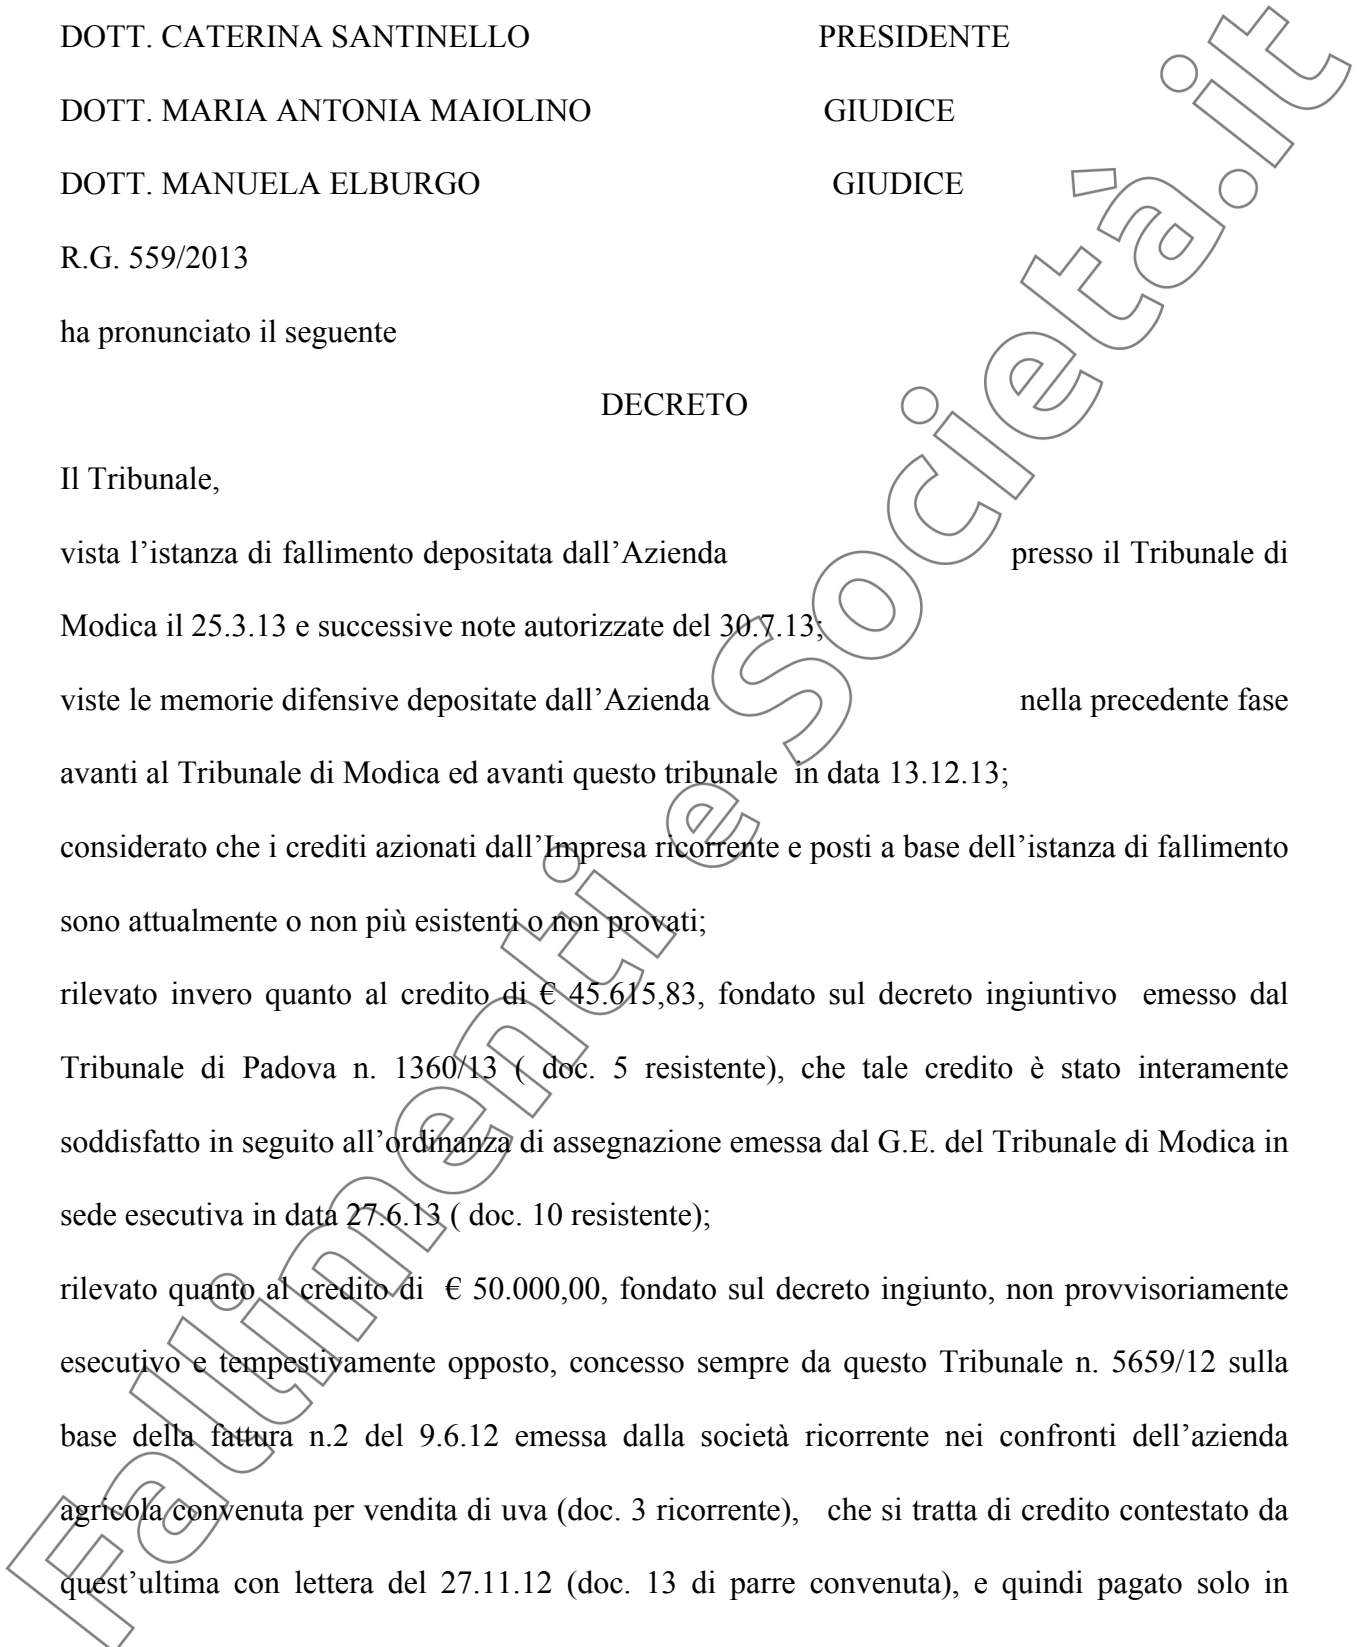 DOTT. CATERINA SANTINELLO PRESIDENTE
DOTT. MARIA ANTONIA MAIOLINO GIUDICE
DOTT. MANUELA ELBURGO GIUDICE
R.G. 559/2013
ha pronunciato il seguente
DECRETO
Il Tribunale,
vista l’istanza di fallimento depositata dall’Azienda presso il Tribunale di
Modica il 25.3.13 e successive note autorizzate del 30.7.13;
viste le memorie difensive depositate dall’Azienda nella precedente fase
avanti al Tribunale di Modica ed avanti questo tribunale in data 13.12.13;
considerato che i crediti azionati dall’Impresa ricorrente e posti a base dell’istanza di fallimento
sono attualmente o non più esistenti o non provati;
rilevato invero quanto al credito di € 45.615,83, fondato sul decreto ingiuntivo emesso dal
Tribunale di Padova n. 1360/13 ( doc. 5 resistente), che tale credito è stato interamente
soddisfatto in seguito all’ordinanza di assegnazione emessa dal G.E. del Tribunale di Modica in
sede esecutiva in data 27.6.13 ( doc. 10 resistente);
rilevato quanto al credito di € 50.000,00, fondato sul decreto ingiunto, non provvisoriamente
esecutivo e tempestivamente opposto, concesso sempre da questo Tribunale n. 5659/12 sulla
base della fattura n.2 del 9.6.12 emessa dalla società ricorrente nei confronti dell’azienda
agricola convenuta per vendita di uva (doc. 3 ricorrente), che si tratta di credito contestato da
quest’ultima con lettera del 27.11.12 (doc. 13 di parre convenuta), e quindi pagato solo in
Fallimenti e Società.it